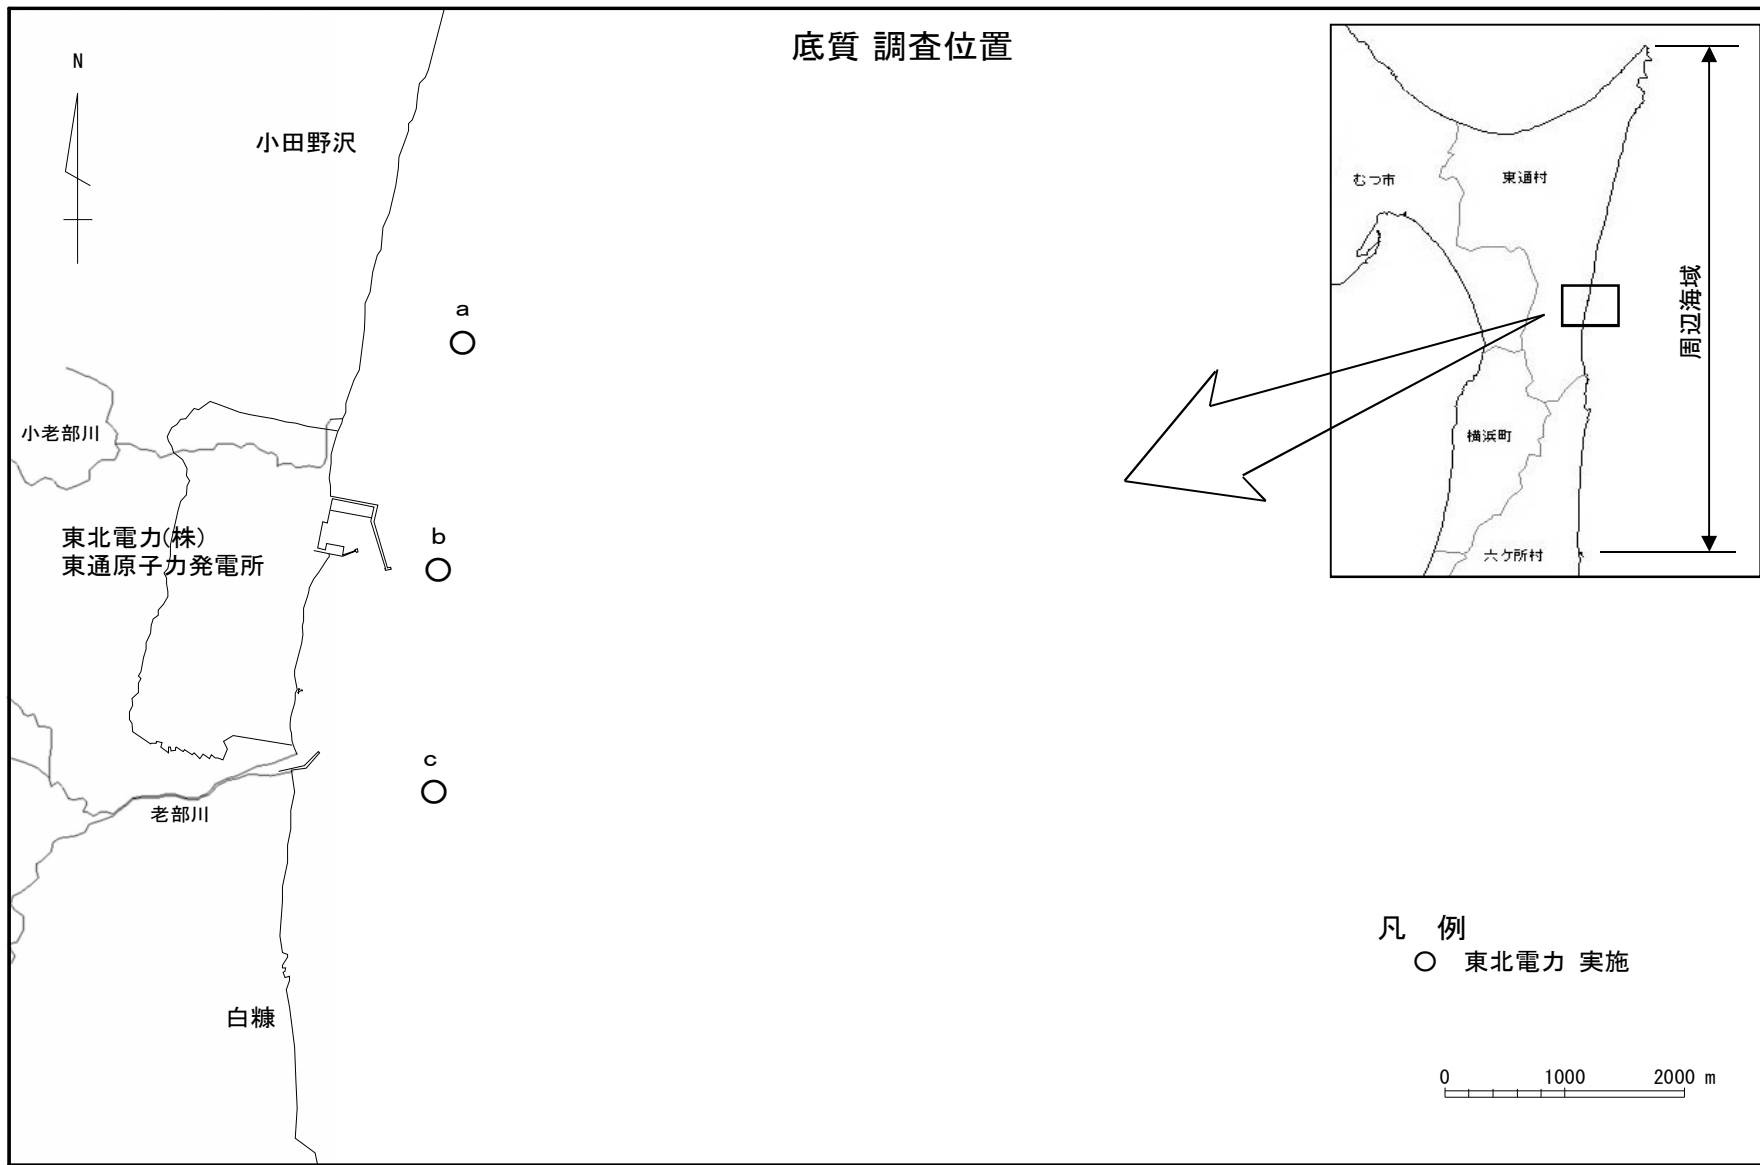 底質 調査位置
N
小田野沢
a
小老部川
東北電力(株)
東通原子力発電所
b
c
老部川
白糠
むつ市
東通村
周辺海域
横浜町
六ケ所村
凡 例
○ 東北電力 実施
0 1000 2000 m